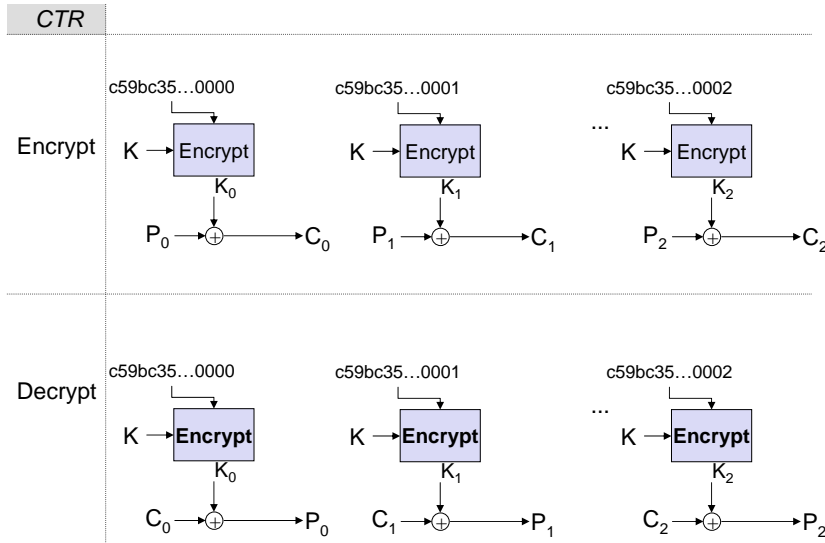 CTR
c59bc35…0000 c59bc35…0001 c59bc35…0002
...
Encrypt K Encrypt K Encrypt K Encrypt
K0 K1 K2
P0 + C0 P1 + C1 P2 + C2
c59bc35…0000 c59bc35…0001 c59bc35…0002
Decrypt
...
K Encrypt K Encrypt K Encrypt
K0 K1 K2
C0 + P0 C1 + P1 C2 + P2